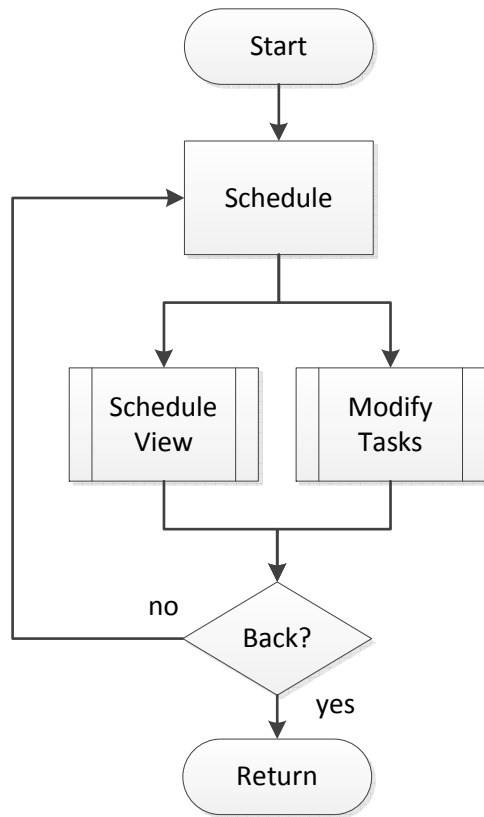 Start
Schedule
Schedule
View
Modify
Tasks
no
Back?
yes
Return